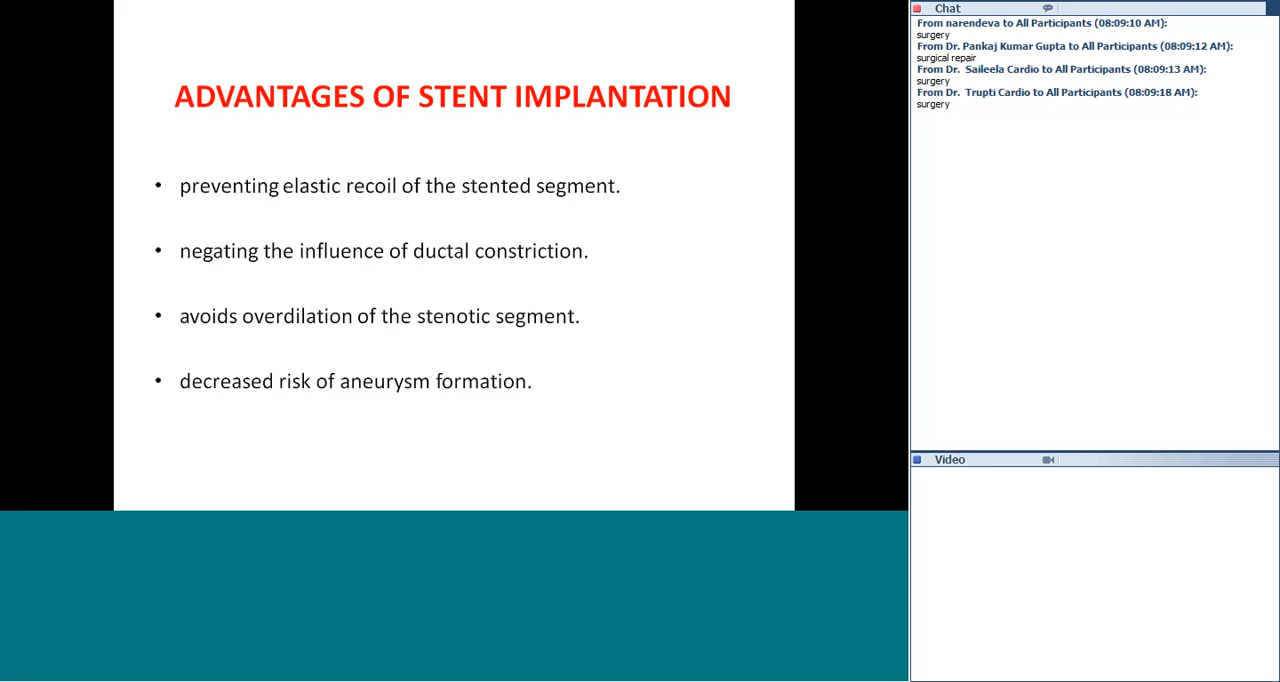 ADVANTAGES OF STENT IMPLANTATION
• preventing elastic recoil of the stented segment.
• negating the influence of ductal constriction.
• avoids overdilation of the stenotic segment.
• decreased risk of aneurysm formation.
Chat
From narendeva to All Participants (08:09:10 AM):
surgery
From Dr. Pankaj Kumar Gupta to All Participants (08:09:12 AM):
surgical repair
From Dr.  Saileela Cardio to All Participants (08:09:13 AM):
surgery
From Dr.  Trupti Cardio to All Participants (08:09:18 AM):
surgery
Video